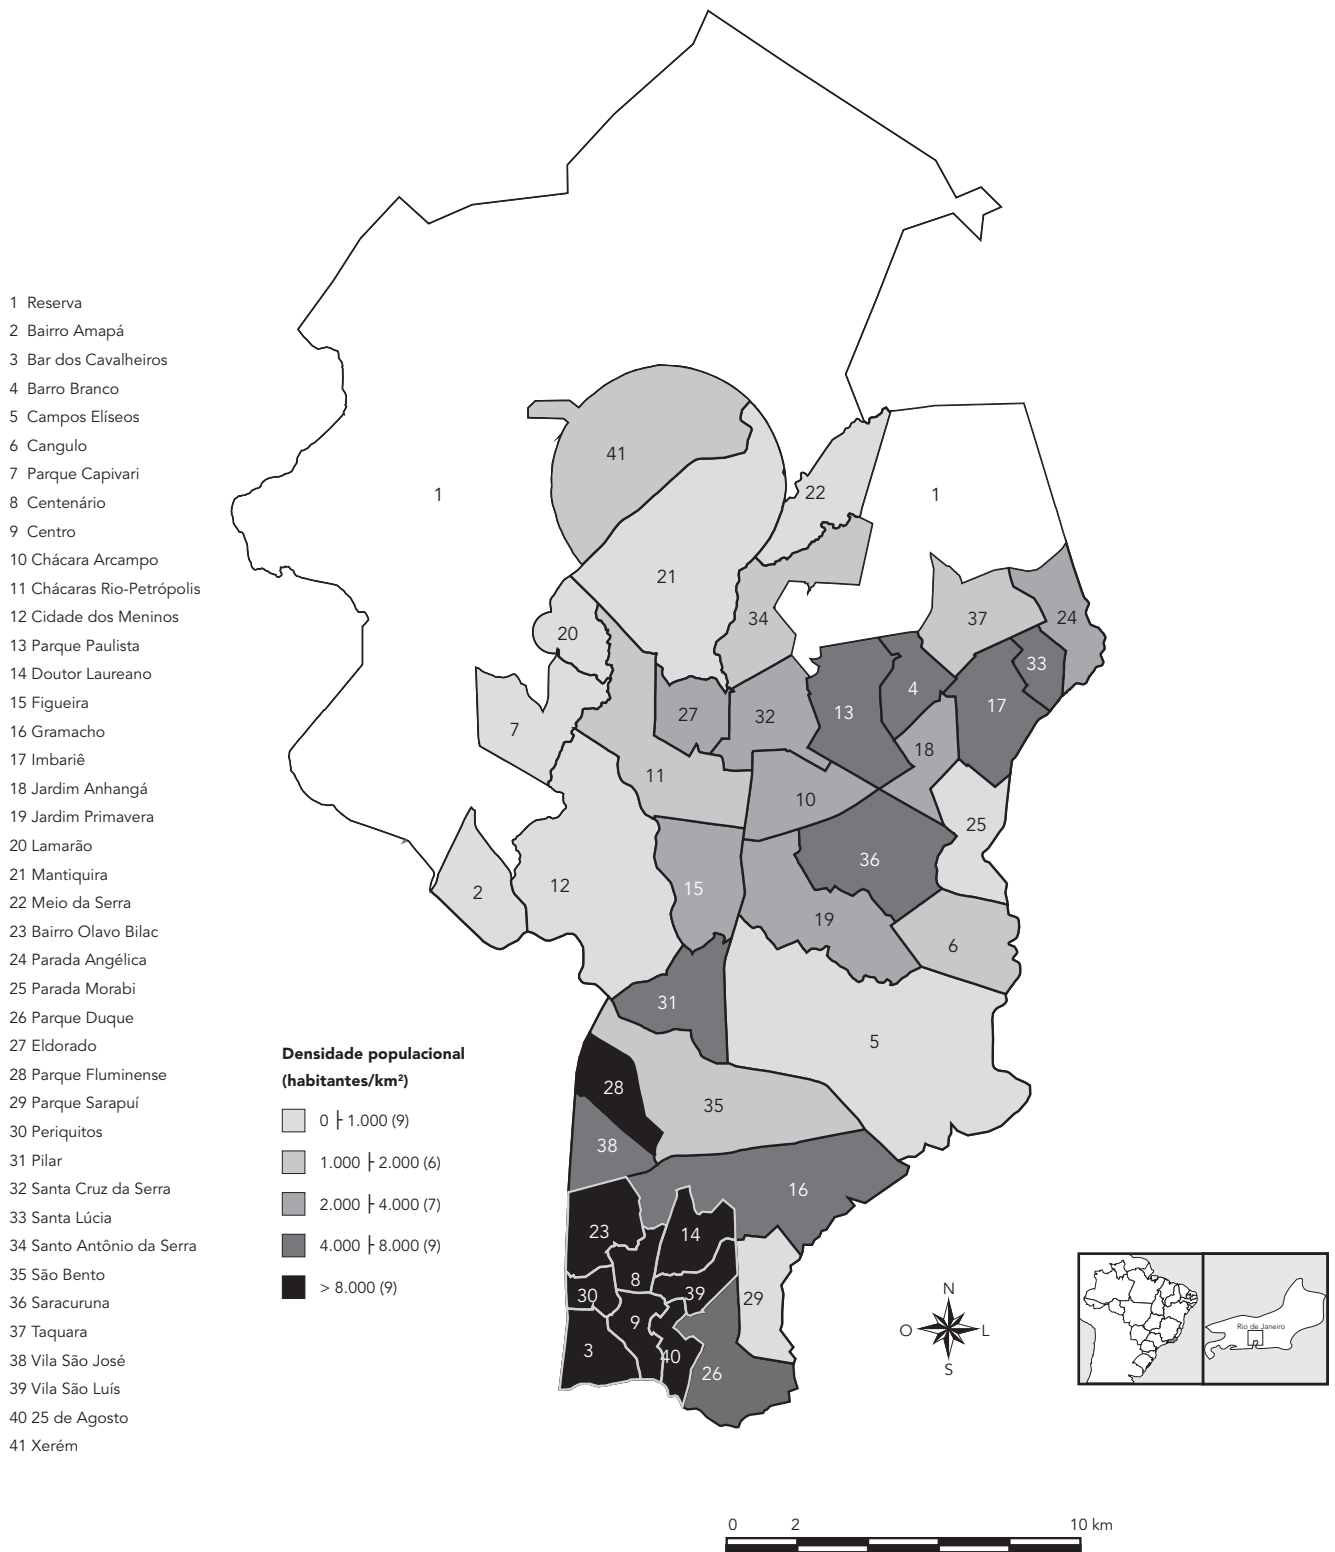 1 Reserva
2 Bairro Amapá
3 Bar dos Cavalheiros
4 Barro Branco
5 Campos Elíseos
6 Cangulo
7 Parque Capivari
8 Centenário
9 Centro
10 Chácara Arcampo
11 Chácaras Rio-Petrópolis
12 Cidade dos Meninos
13 Parque Paulista
14 Doutor Laureano
15 Figueira
16 Gramacho
17 Imbariê
18 Jardim Anhangá
19 Jardim Primavera
20 Lamarão
21 Mantiquira
22 Meio da Serra
23 Bairro Olavo Bilac
24 Parada Angélica
25 Parada Morabi
26 Parque Duque
27 Eldorado
28 Parque Fluminense
29 Parque Sarapuí
30 Periquitos
31 Pilar
32 Santa Cruz da Serra
33 Santa Lúcia
34 Santo Antônio da Serra
35 São Bento
36 Saracuruna
37 Taquara
38 Vila São José
39 Vila São Luís
40 25 de Agosto
41 Xerém
Densidade populacional
(habitantes/km²)
0 ├ 1.000 (9)
1.000 ├ 2.000 (6)
2.000 ├ 4.000 (7)
4.000 ├ 8.000 (9)
> 8.000 (9)
41
1
22
1
21
34
37
24
20
33
4
17
27
32
13
7
18
11
10
25
36
12
15
2
19
6
31
5
28
35
38
16
23
14
8
30
39
29
9
3
40
26
N
O
L
S
Rio de Janeiro
0 2 10 km